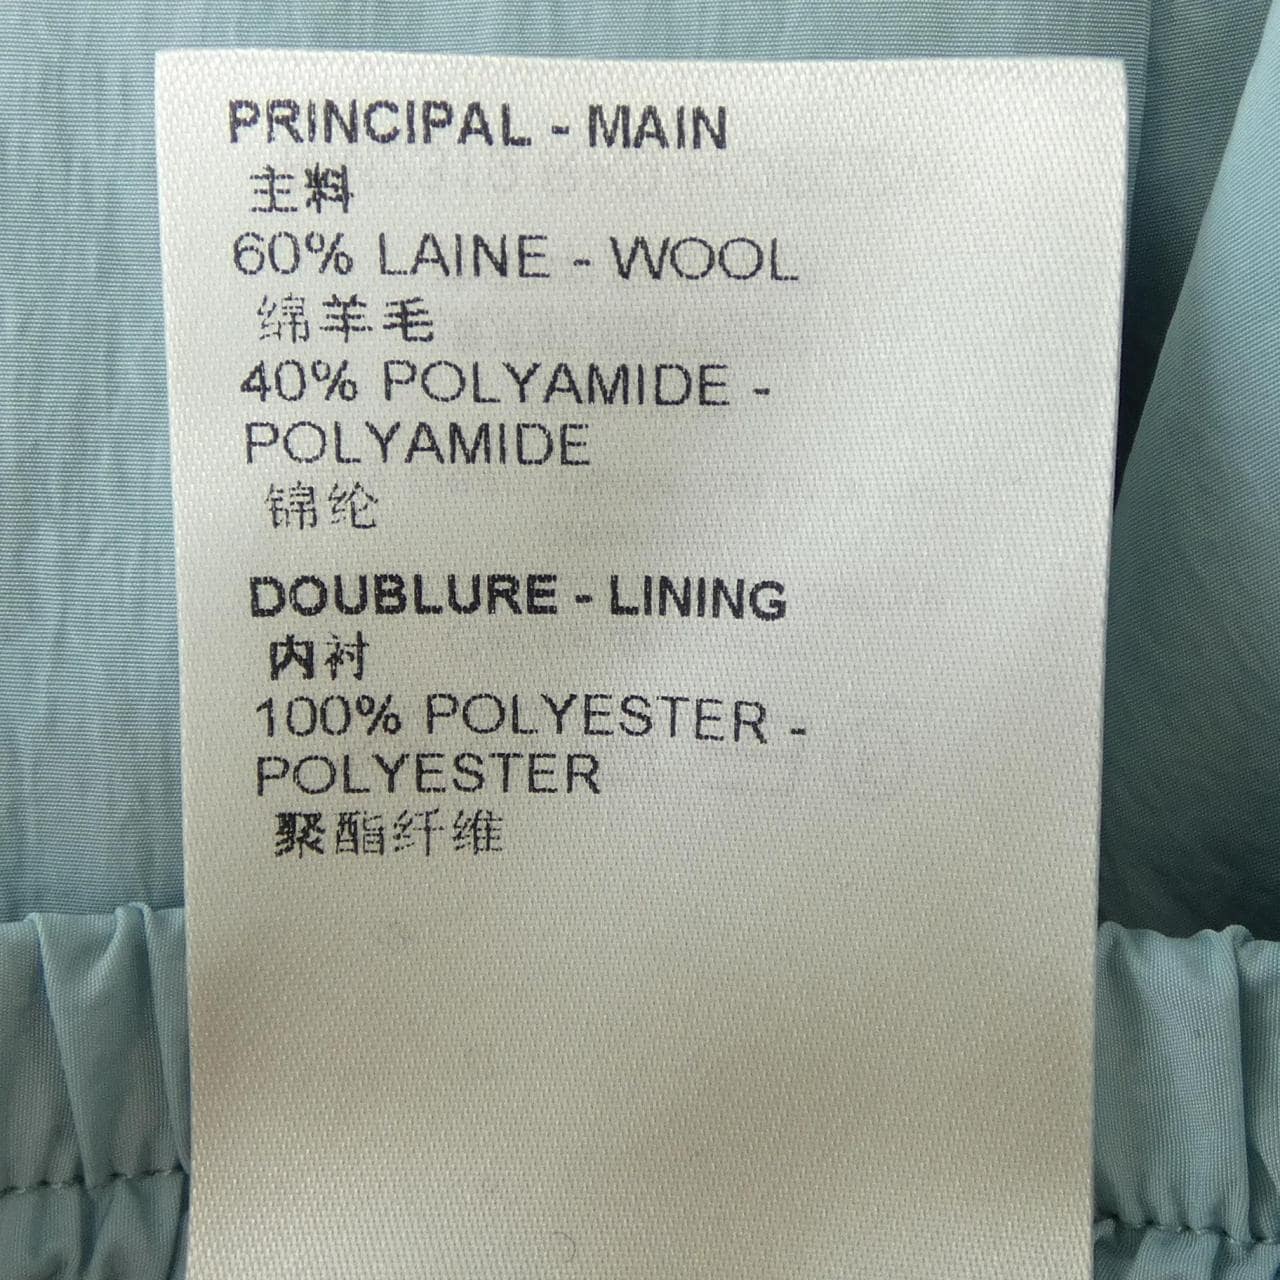 PRINCIPAL - MAIN
主料
60% LAINE - WOOL
绵羊毛
40% POLYAMIDE -
POLYAMIDE
锦纶
DOUBLURE - LINING
内衬
100% POLYESTER -
POLYESTER
聚酯纤维